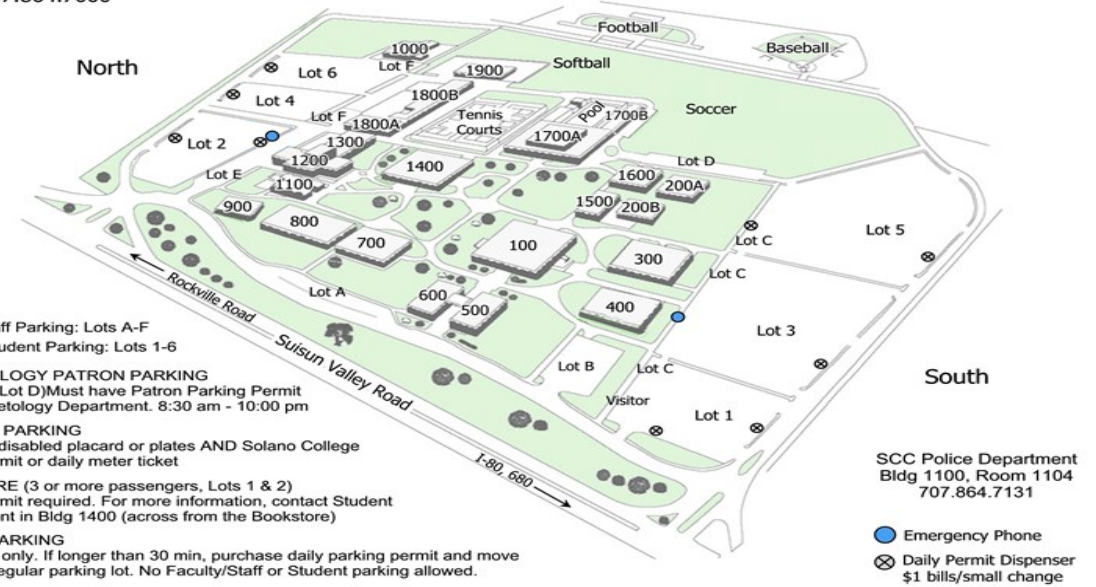 North
Football
Baseball
1000
Lot F
Softball
1900
Lot 6
1800B
Lot 4
Tennis
Courts
Pool
1700B
Soccer
Lot F
1800A
1700A
Lot 2
1300
1200
1400
Lot D
Lot E
1100
1600
200A
900
800
1500
200B
700
100
Lot C
Lot 5
300
Lot C
Lot A
600
500
400
Rockville Road
Lot 3
Suisun Valley Road
Lot B
Lot C
South
Visitor
Lot 1
I-80, 680
ff Parking: Lots A-F
udent Parking: Lots 1-6
LOGY PATRON PARKING
Lot D)Must have Patron Parking Permit
etology Department. 8:30 am - 10:00 pm
PARKING
disabled placard or plates AND Solano College
mit or daily meter ticket
RE (3 or more passengers, Lots 1 & 2)
mit required. For more information, contact Student
nt in Bldg 1400 (across from the Bookstore)
ARKING
only. If longer than 30 min, purchase daily parking permit and move
egular parking lot. No Faculty/Staff or Student parking allowed.
SCC Police Department
Bldg 1100, Room 1104
707.864.7131
Emergency Phone
Daily Permit Dispenser
$1 bills/small change